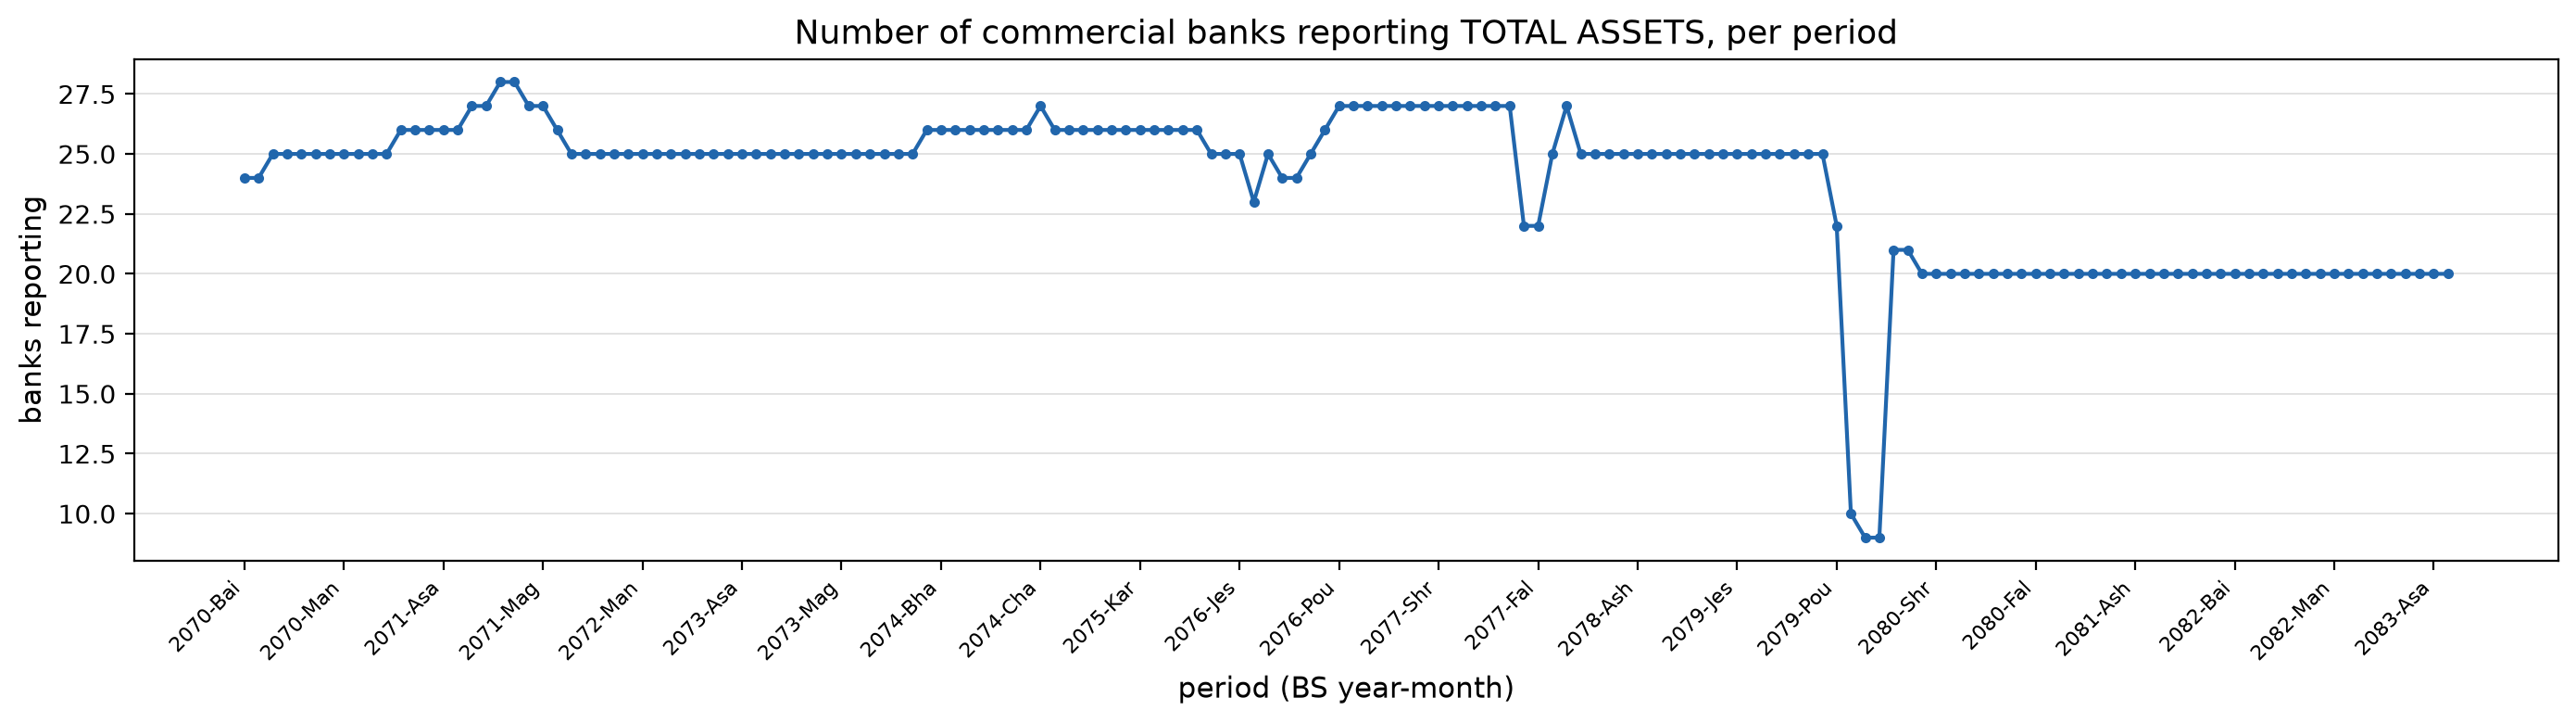 Number of commercial banks reporting TOTAL ASSETS, per period
banks reporting
27.5
25.0
22.5
20.0
17.5
15.0
12.5
10.0
2070-Bai
2070-Man
2071-Asa
2071-Mag
2072-Man
2073-Asa
2073-Mag
2074-Bha
2074-Cha
2075-Kar
2076-Jes
2076-Pou
2077-Shr
2077-Fal
2078-Ash
2079-Jes
2079-Pou
2080-Shr
2080-Fal
2081-Ash
2082-Bai
2082-Man
2083-Asa
period (BS year-month)